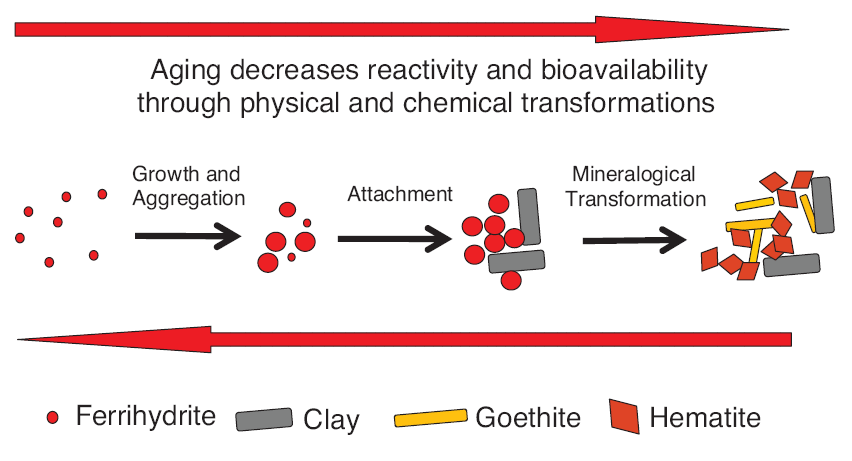 Aging decreases reactivity and bioavailability
through physical and chemical transformations
Growth and
Aggregation
Attachment
Mineralogical
Transformation
Ferrihydrite
Clay
Goethite
Hematite